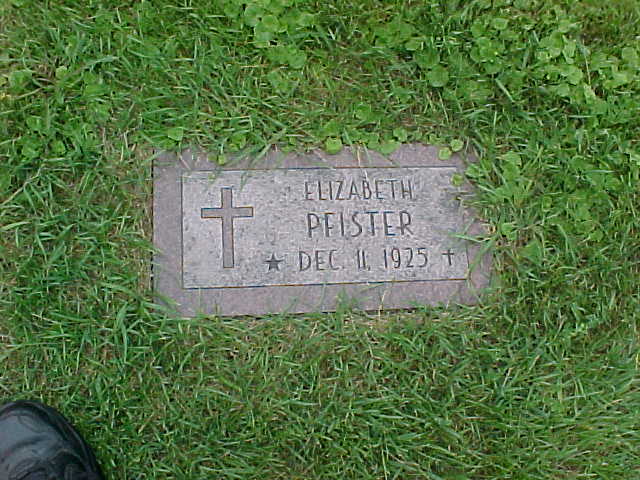 ELIZABETH
PFISTER
★ DEC. 11, 1925 ✝